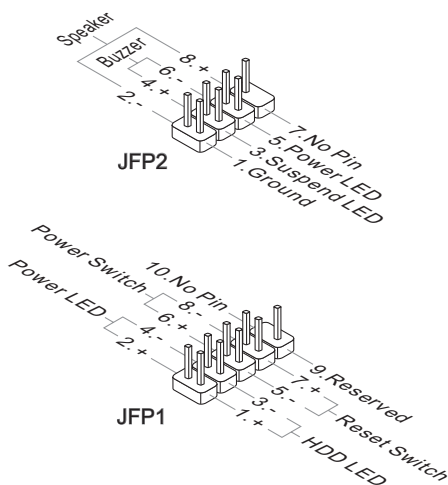 Speaker
Buzzer
8.+
6.-
4.+
2.-
7.No Pin
5.Power LED
3.Suspend LED
1.Ground
JFP2
Power Switch
Power LED
10.No Pin
8.-
6.+
4.-
2.+
9.Reserved
7.+
5.-
3.-
1.+
Reset Switch
HDD LED
JFP1